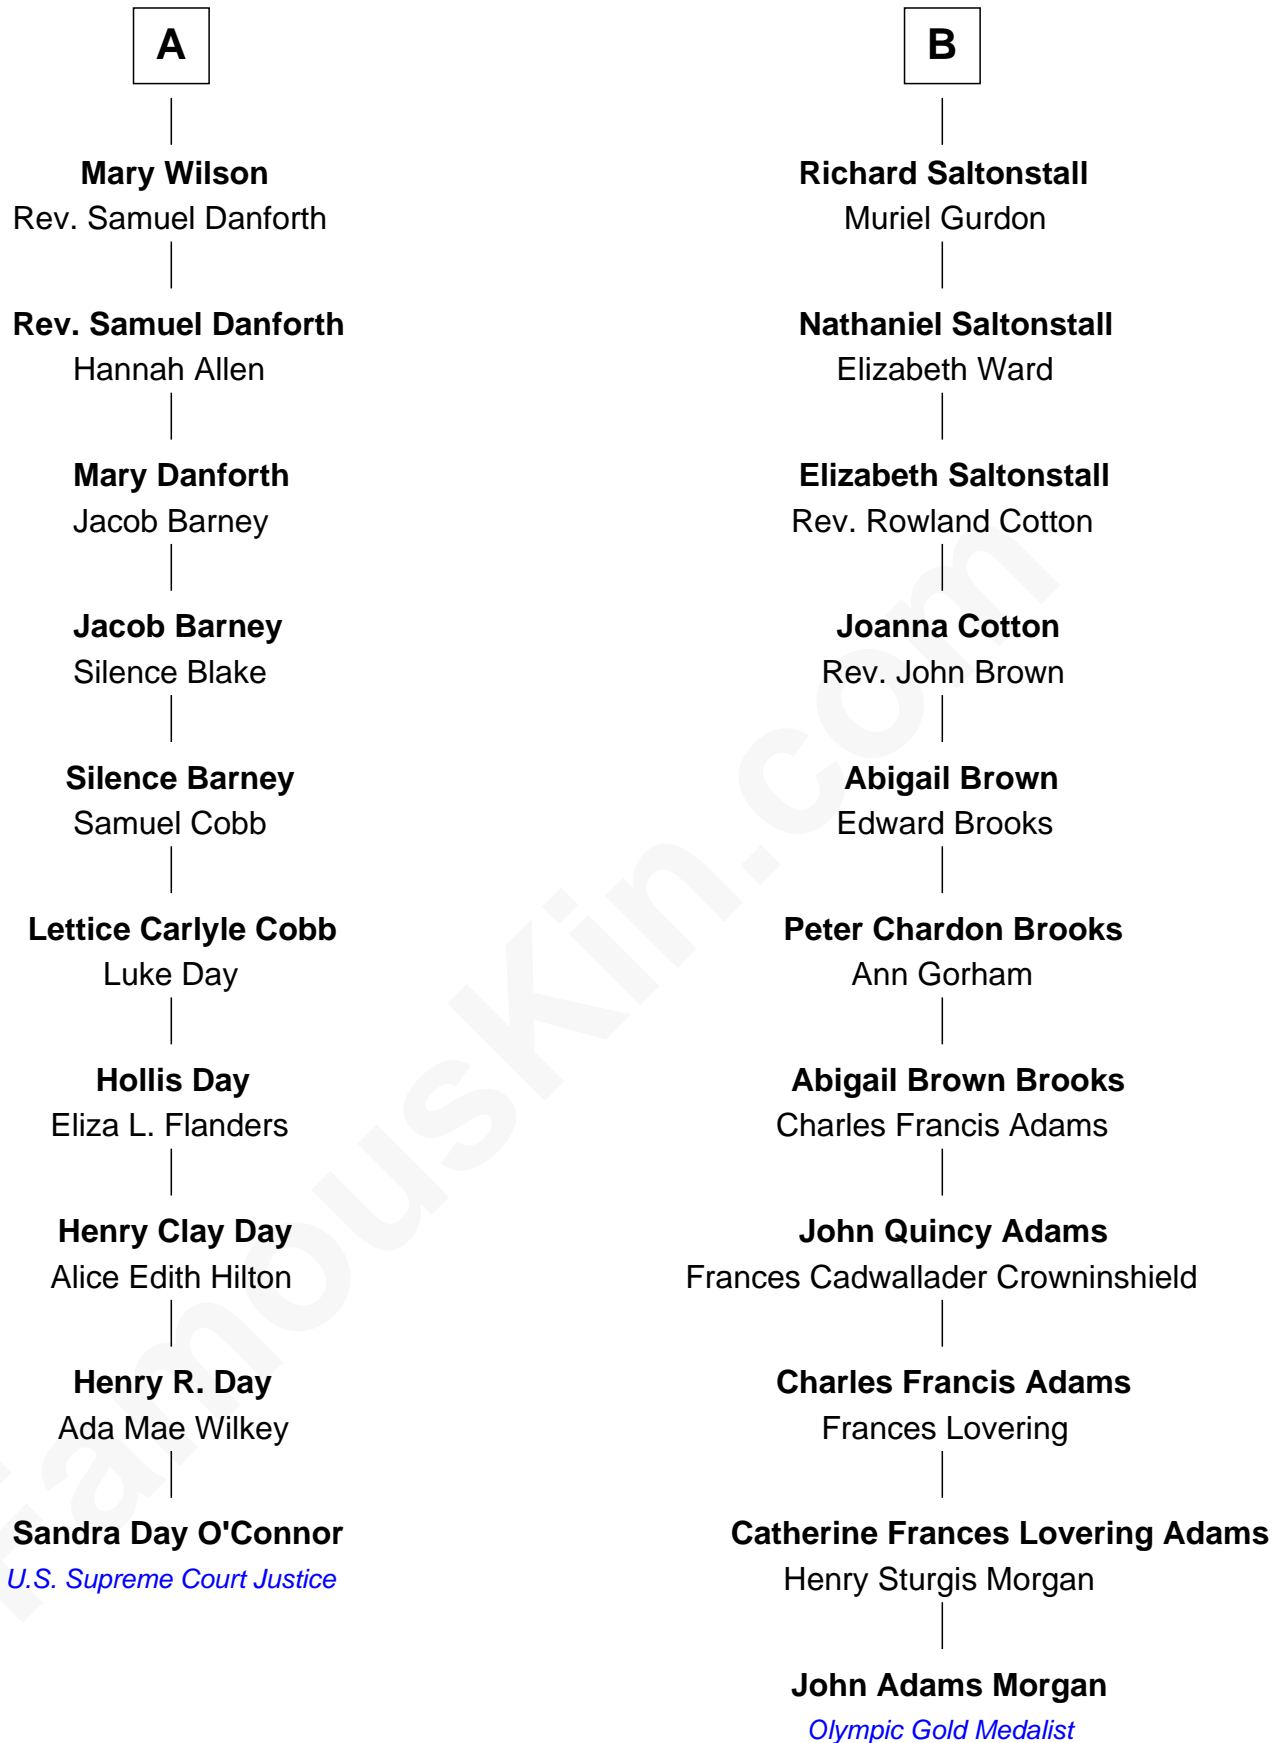 A
Mary Wilson
Rev. Samuel Danforth
Rev. Samuel Danforth
Hannah Allen
Mary Danforth
Jacob Barney
Jacob Barney
Silence Blake
Silence Barney
Samuel Cobb
Lettice Carlyle Cobb
Luke Day
Hollis Day
Eliza L. Flanders
Henry Clay Day
Alice Edith Hilton
Henry R. Day
Ada Mae Wilkey
Sandra Day O'Connor
U.S. Supreme Court Justice
B
Richard Saltonstall
Muriel Gurdon
Nathaniel Saltonstall
Elizabeth Ward
Elizabeth Saltonstall
Rev. Rowland Cotton
Joanna Cotton
Rev. John Brown
Abigail Brown
Edward Brooks
Peter Chardon Brooks
Ann Gorham
Abigail Brown Brooks
Charles Francis Adams
John Quincy Adams
Frances Cadwallader Crowninshield
Charles Francis Adams
Frances Lovering
Catherine Frances Lovering Adams
Henry Sturgis Morgan
John Adams Morgan
Olympic Gold Medalist
FamousKin.com